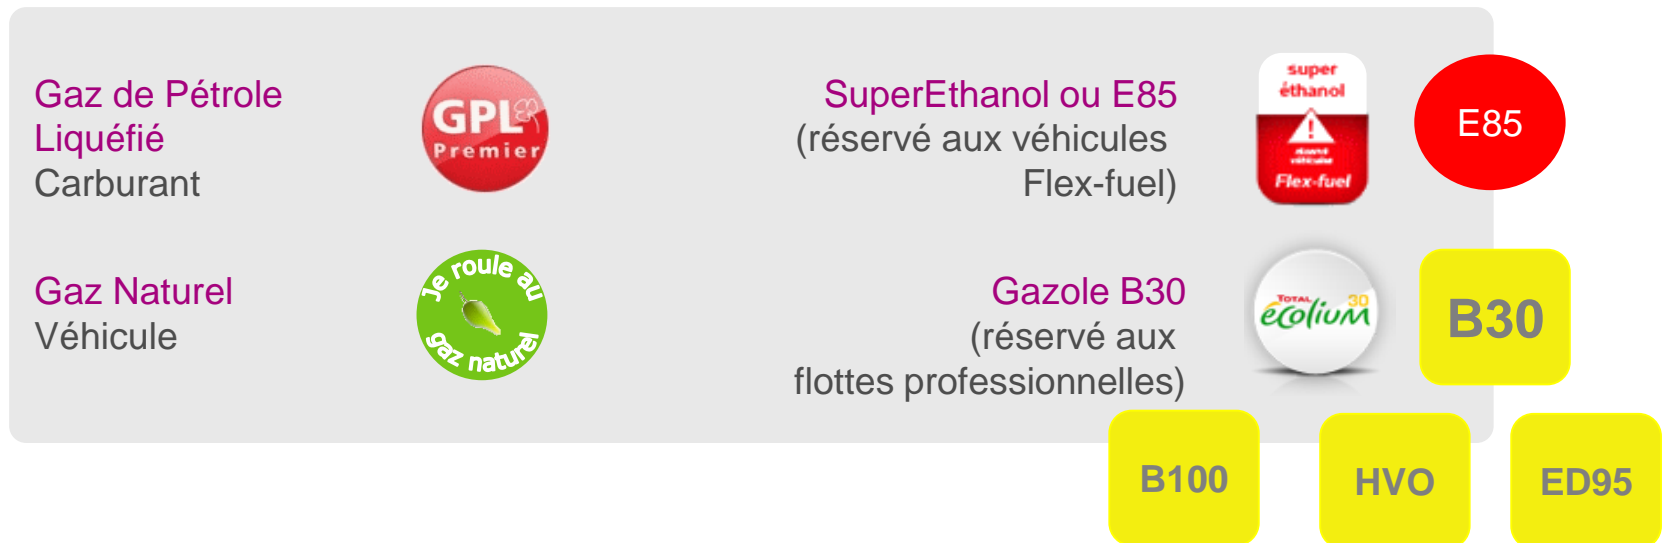 Gaz de Pétrole
Liquéfié
Carburant
GPL
Premier
SuperEthanol ou E85
(réservé aux véhicules
Flex-fuel)
super
éthanol
!
réservé
véhicules
Flex-fuel
E85
Gaz Naturel
Véhicule
Je roule au
gaz naturel
Gazole B30
(réservé aux
flottes professionnelles)
TOTAL
30
écolium
B30
B100
HVO
ED95